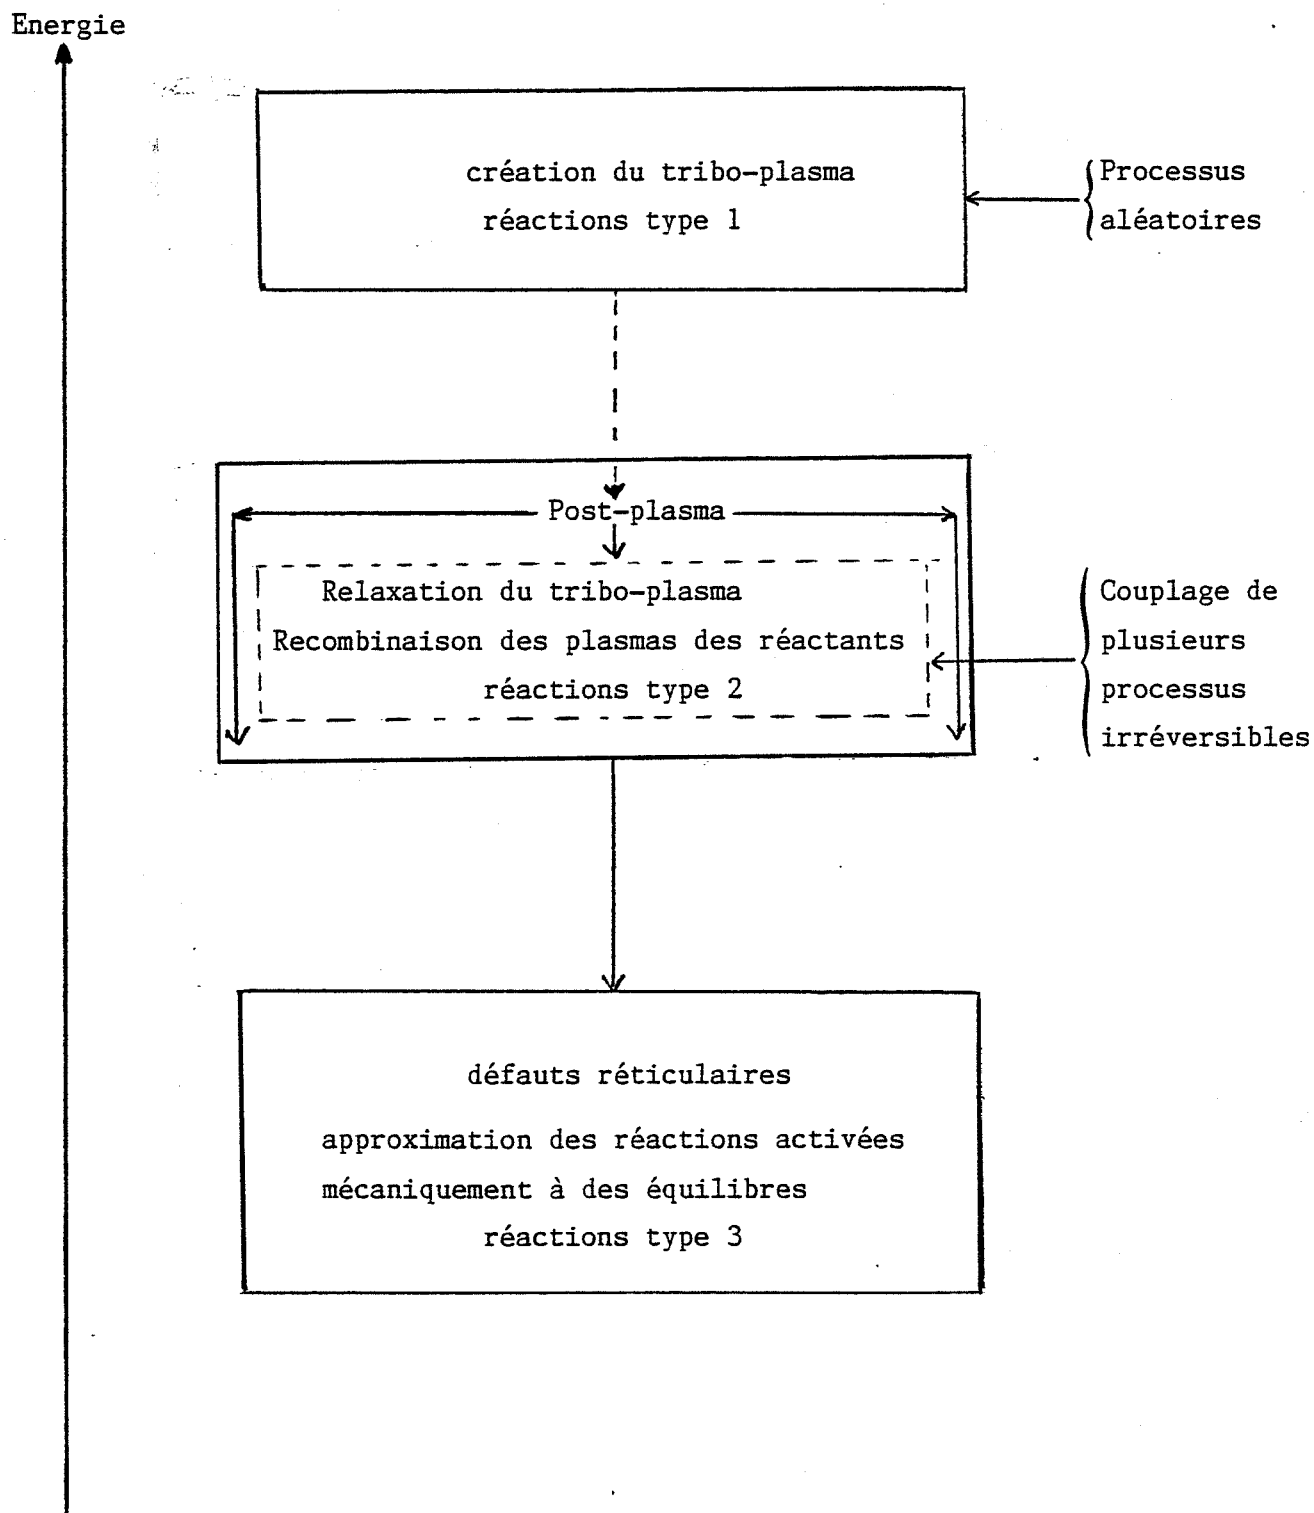 Energie
création du tribo-plasma
réactions type 1
Processus
aléatoires
Post-plasma
Relaxation du tribo-plasma
Recombinaison des plasmas des réactants
réactions type 2
Couplage de
plusieurs
processus
irréversibles
défauts réticulaires
approximation des réactions activées
mécaniquement à des équilibres
réactions type 3